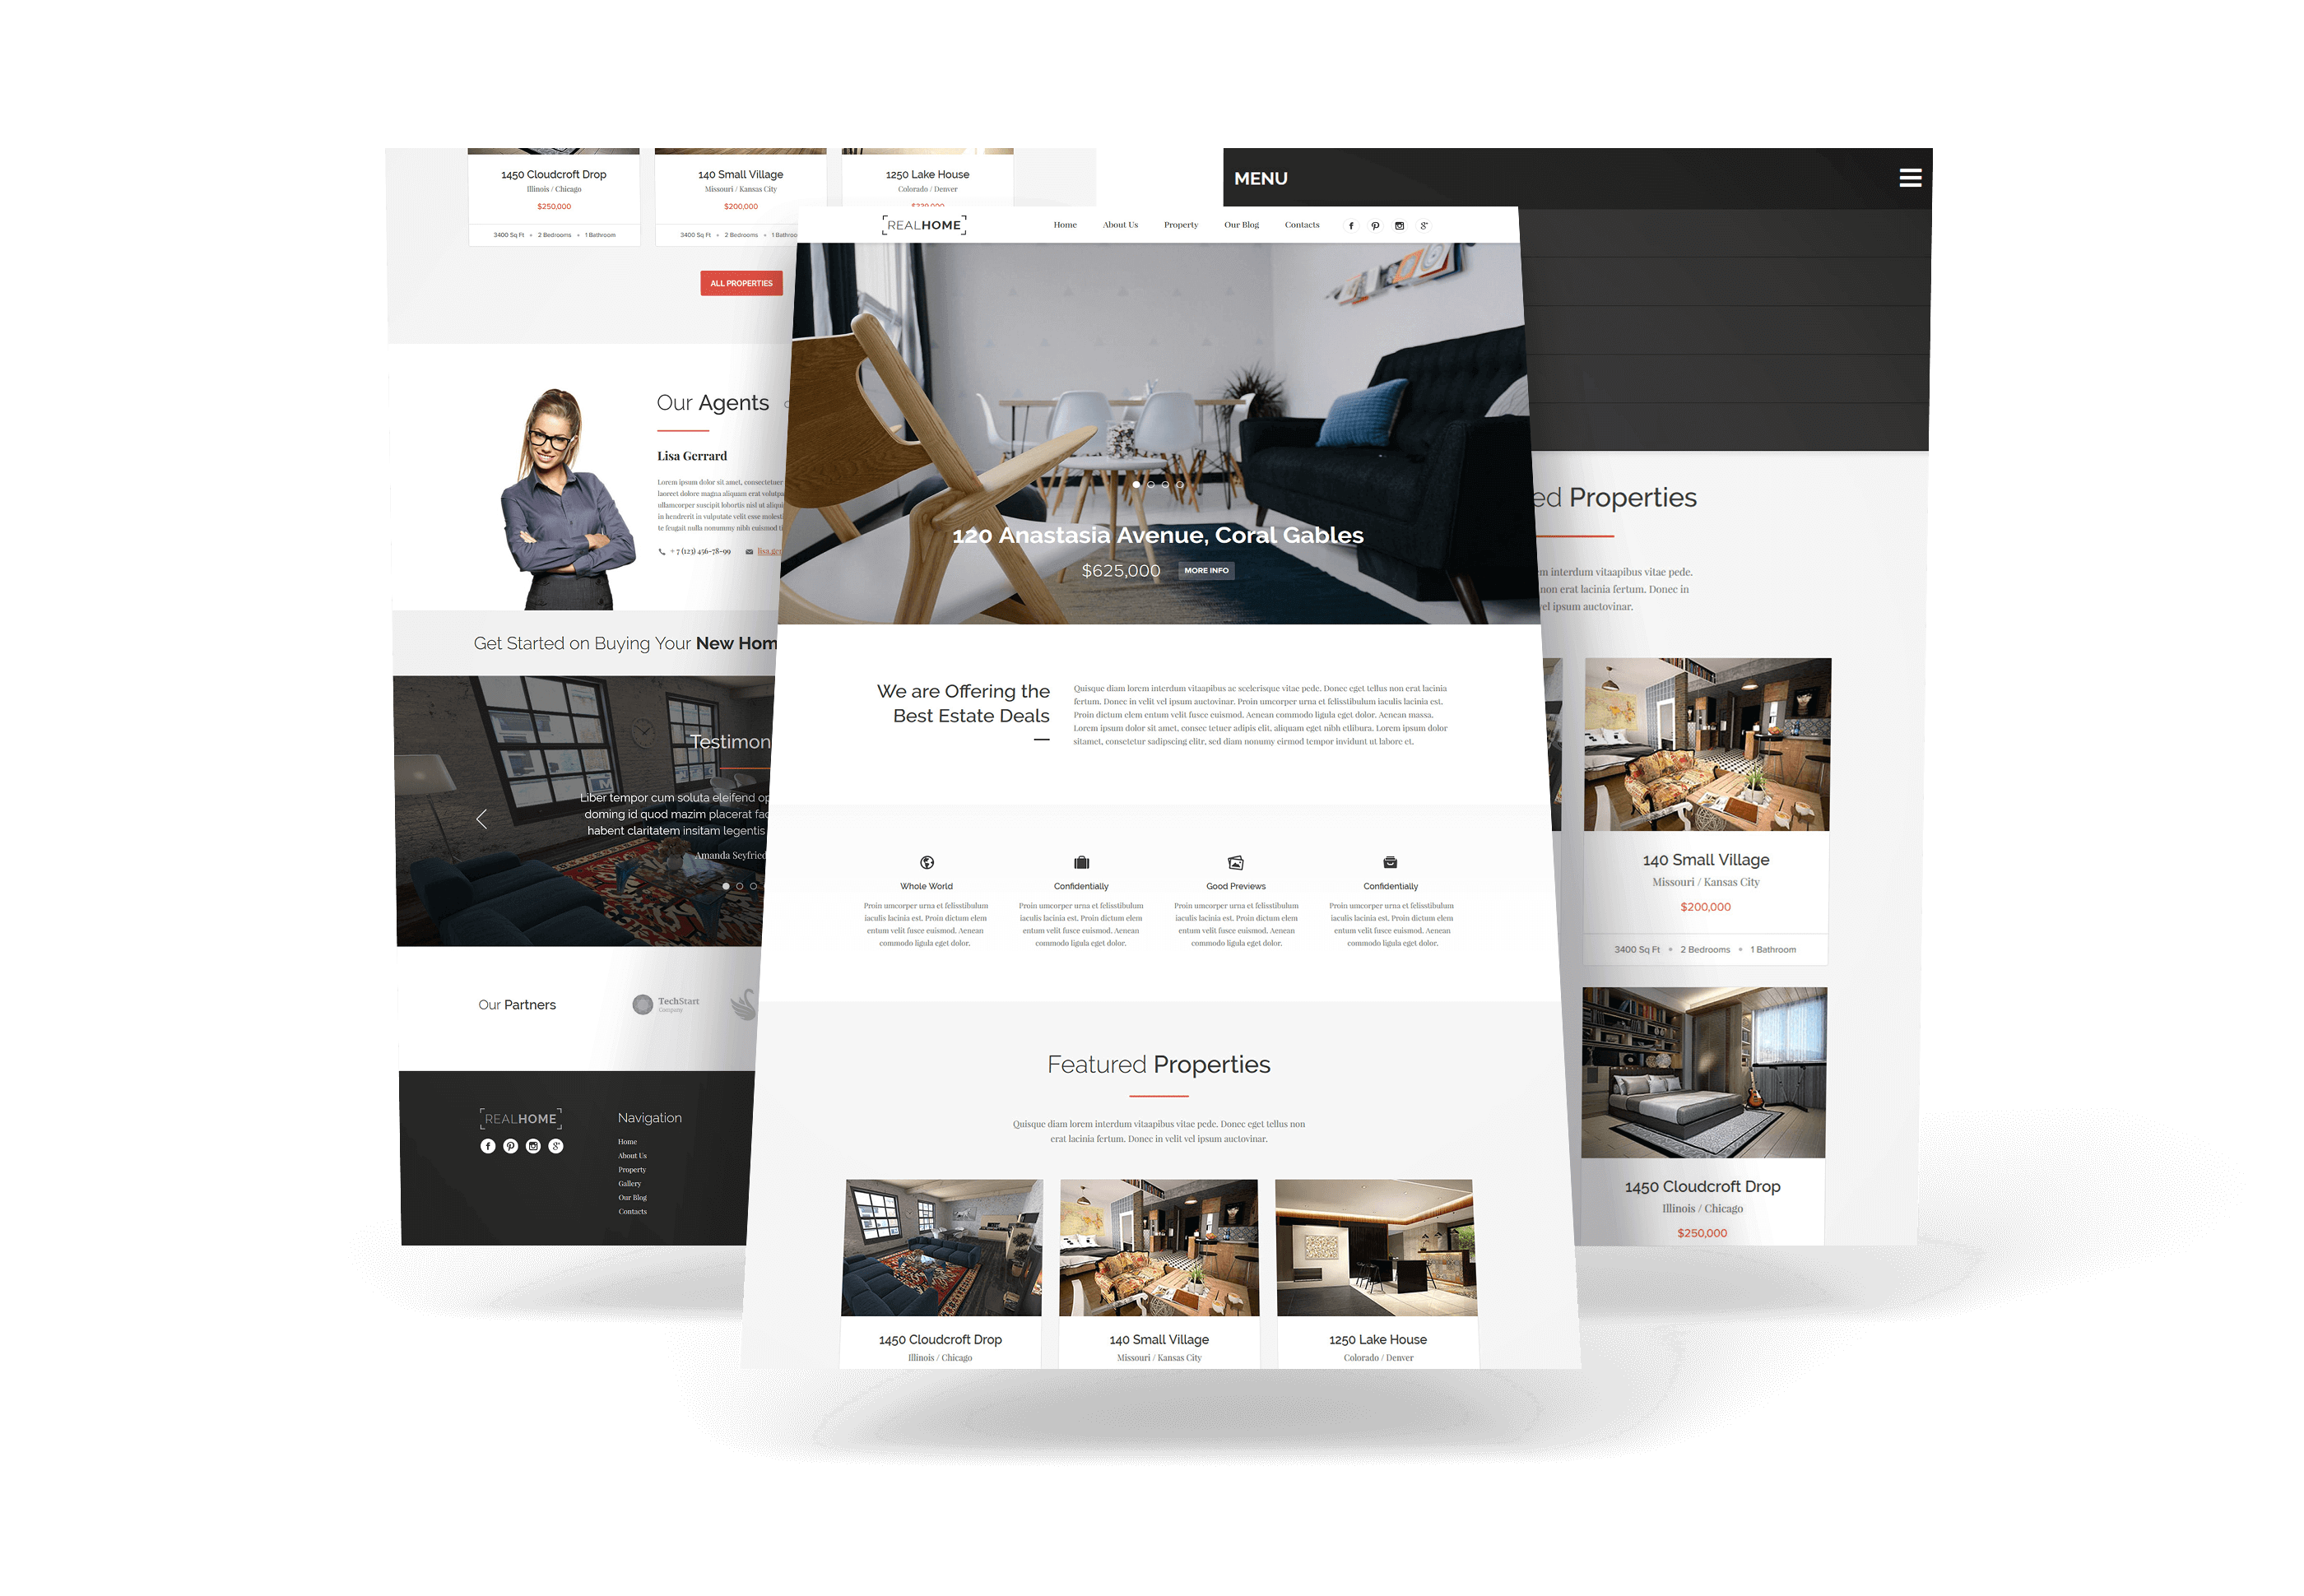 1450 Cloudcroft Drop
Illinois / Chicago
$250,000
3400 Sq Ft • 2 Bedrooms • 1 Bathroom
140 Small Village
Missouri / Kansas City
$200,000
3400 Sq Ft • 2 Bedrooms • 1 Bathroo
1250 Lake House
Colorado / Denver
ALL PROPERTIES
Our Agents
Lisa Gerrard
Lorem ipsum dolor sit amet, consectetuer
laoreet dolore magna aliquam erat volutpa
ullamcorper suscipit lobortis nisl ut aliqui
in hendrerit in vulputate velit esse molest
te feugait nulla nonummy nibh euismod ti
+ 7 (123) 456-78-99
lisa.ger
Get Started on Buying Your New Hom
Testimon
Liber tempor cum soluta eleifend op
doming id quod mazim placerat fac
habent claritatem insitam legentis
Amanda Seyfried
Our Partners
TechStart
Company
REALHOME
Navigation
Home
About Us
Property
Gallery
Our Blog
Contacts
REALHOME
Home
About Us
Property
Our Blog
Contacts
120 Anastasia Avenue, Coral Gables
$625,000
MORE INFO
We are Offering the
Best Estate Deals
Quisque diam lorem interdum vitaapibus ac scelerisque vitae pede. Donec eget tellus non erat lacinia
fertum. Donec in velit vel ipsum auctovinar. Proin umcorper urna et felisstibulum iaculis lacinia est.
Proin dictum elem entum velit fusce euismod. Aenean commodo ligula eget dolor. Aenean massa.
Lorem ipsum dolor sit amet, consec tetuer adipis elit, aliquam eget nibh etlibura. Lorem ipsum dolor
sitamet, consetetur sadipscing elitr, sed diam nonumy eirmod tempor invidunt ut labore et.
Whole World
Proin umcorper urna et felisstibulum
iaculis lacinia est. Proin dictum elem
entum velit fusce euismod. Aenean
commodo ligula eget dolor.
Confidentially
Proin umcorper urna et felisstibulum
iaculis lacinia est. Proin dictum elem
entum velit fusce euismod. Aenean
commodo ligula eget dolor.
Good Previews
Proin umcorper urna et felisstibulum
iaculis lacinia est. Proin dictum elem
entum velit fusce euismod. Aenean
commodo ligula eget dolor.
Confidentially
Proin umcorper urna et felisstibulum
iaculis lacinia est. Proin dictum elem
entum velit fusce euismod. Aenean
commodo ligula eget dolor.
Featured Properties
Quisque diam lorem interdum vitaapibus vitae pede. Donec eget tellus non
erat lacinia fertum. Donec in velit vel ipsum auctovinar.
1450 Cloudcroft Drop
Illinois / Chicago
140 Small Village
Missouri / Kansas City
1250 Lake House
Colorado / Denver
MENU
ed Properties
m interdum vitaapibus vitae pede.
non erat lacinia fertum. Donec in
vel ipsum auctovinar.
140 Small Village
Missouri / Kansas City
$200,000
3400 Sq Ft • 2 Bedrooms • 1 Bathroom
1450 Cloudcroft Drop
Illinois / Chicago
$250,000